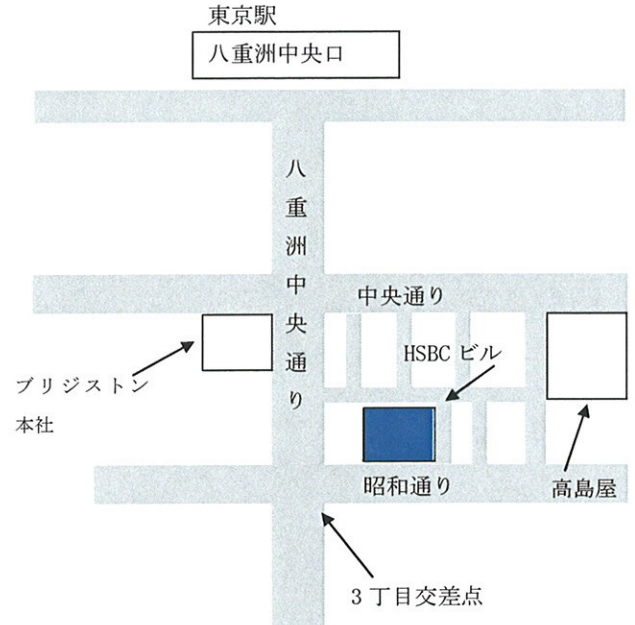 東京駅
八重洲中央口
八重洲中央通り
中央通り
HSBC ビル
ブリジストン
本社
昭和通り
高島屋
3丁目交差点